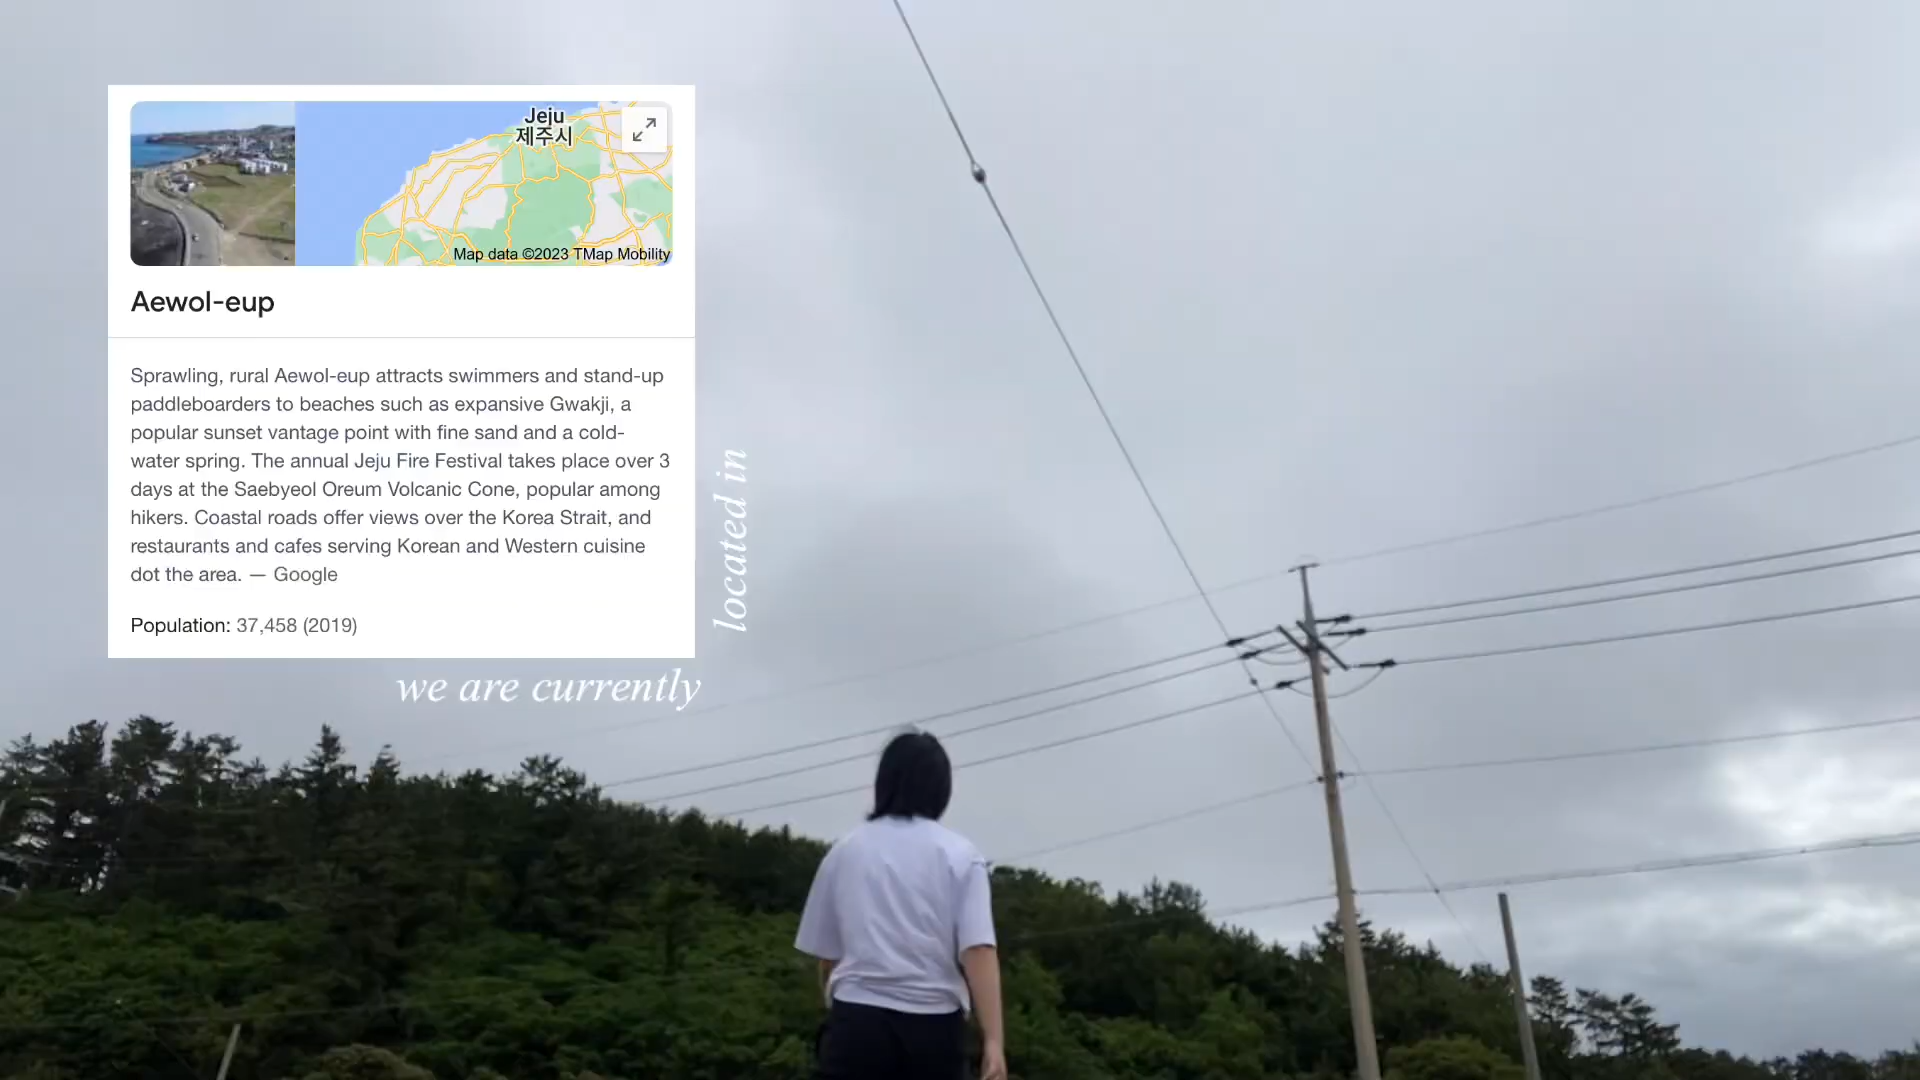 Jeju
제주시
Map data ©2023 TMap Mobility
Aewol-eup
Sprawling, rural Aewol-eup attracts swimmers and stand-up
paddleboarders to beaches such as expansive Gwakji, a
popular sunset vantage point with fine sand and a cold-
water spring. The annual Jeju Fire Festival takes place over 3
days at the Saebyeol Oreum Volcanic Cone, popular among
hikers. Coastal roads offer views over the Korea Strait, and
restaurants and cafes serving Korean and Western cuisine
dot the area. — Google
Population: 37,458 (2019)
we are currently
located in